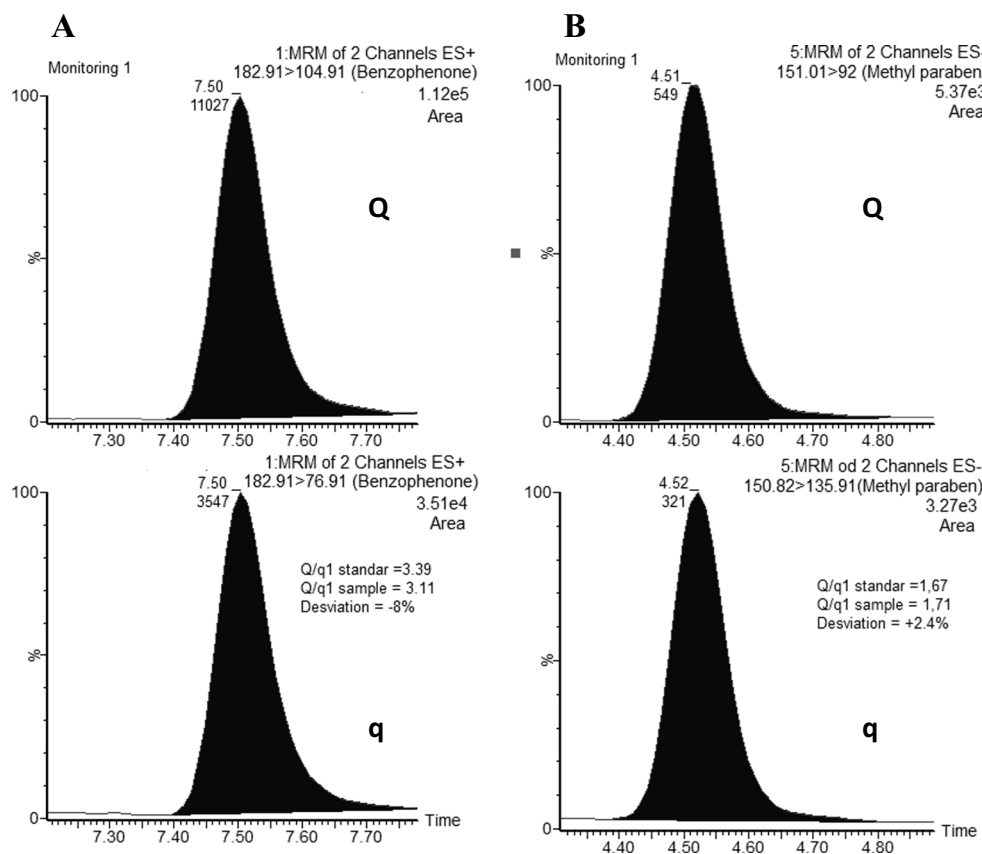 A
Monitoring 1
1:MRM of 2 Channels ES+
182.91>104.91 (Benzophenone)
1.12e5
Area
7.50
11027
100
Q
%
0
7.30 7.40 7.50 7.60 7.70
1:MRM of 2 Channels ES+
182.91>76.91 (Benzophenone)
3.51e4
Area
7.50
3547
100
Q/q1 standar =3.39
Q/q1 sample = 3.11
Desviation = -8%
%
q
0
7.30 7.40 7.50 7.60 7.70
Time
B
Monitoring 1
5:MRM of 2 Channels ES-
151.01>92 (Methyl paraben)
5.37e3
Area
4.51
549
100
Q
%
0
4.40 4.50 4.60 4.70 4.80
5:MRM od 2 Channels ES-
150.82>135.91(Methyl paraben)
3.27e3
Area
4.52
321
100
Q/q1 standar =1,67
Q/q1 sample = 1,71
Desviation = +2.4%
%
q
0
4.40 4.50 4.60 4.70 4.80
Time